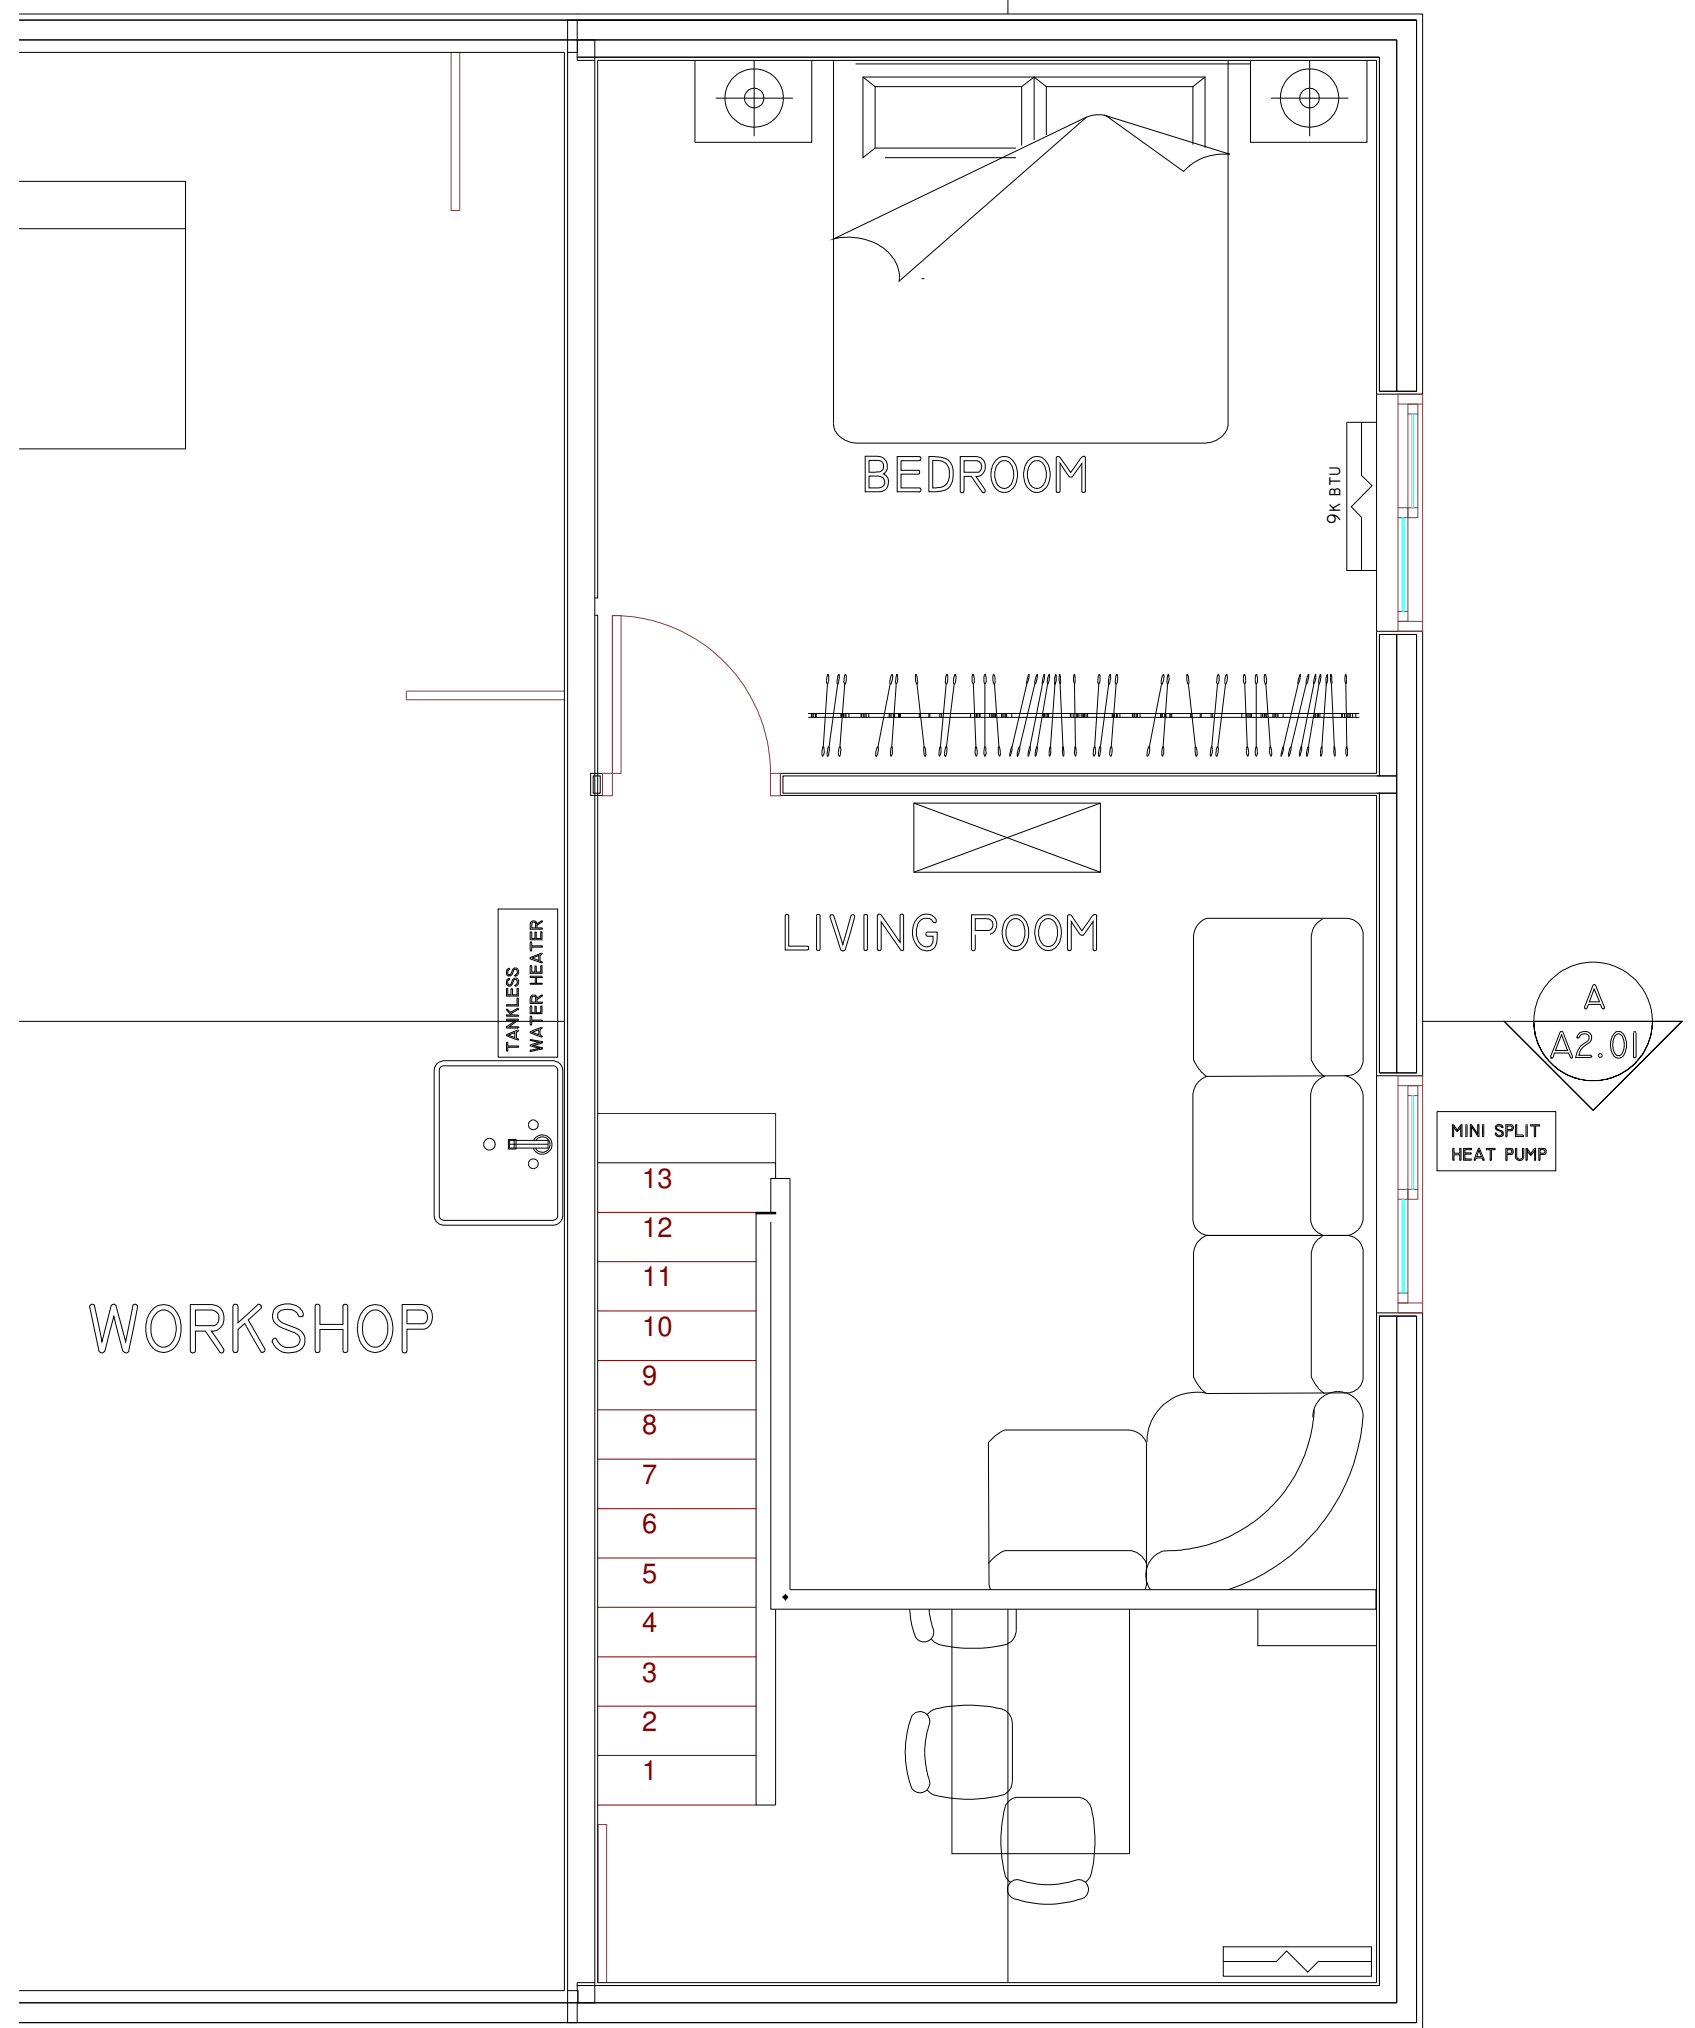 BEDROOM
9K BTU
LIVING POOM
TANKLESS
WATER HEATER
A
A2.01
MINI SPLIT
HEAT PUMP
13
12
11
10
9
8
7
6
5
4
3
2
1
WORKSHOP